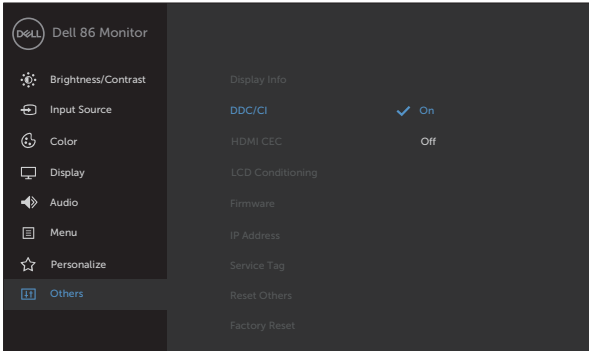 DELL Dell 86 Monitor
Brightness/Contrast Display Info
Input Source DDC/CI On
Color HDMI CEC Off
Display LCD Conditioning
Audio Firmware
Menu IP Address
Personalize Service Tag
Others Reset Others
Factory Reset